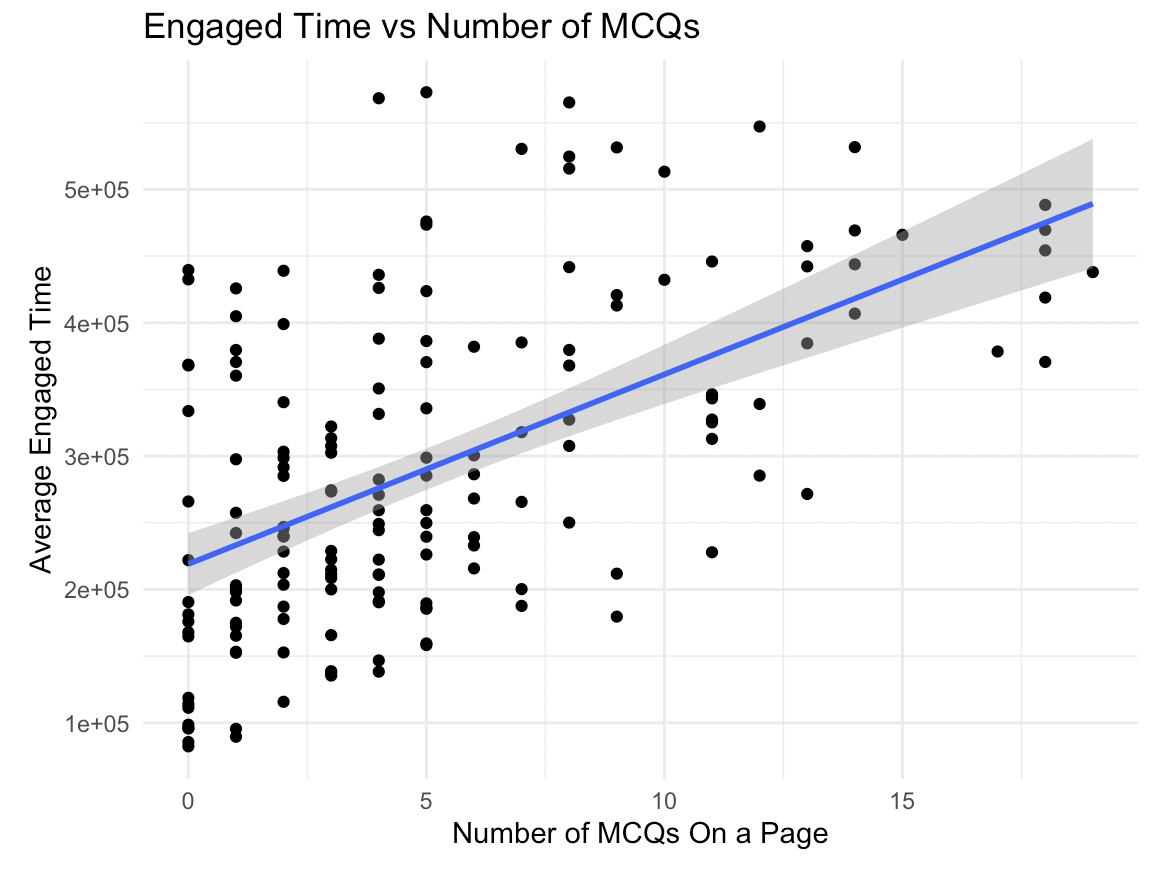 Engaged Time vs Number of MCQs
Average Engaged Time
5e+05
4e+05
3e+05
2e+05
1e+05
0 5 10 15
Number of MCQs On a Page